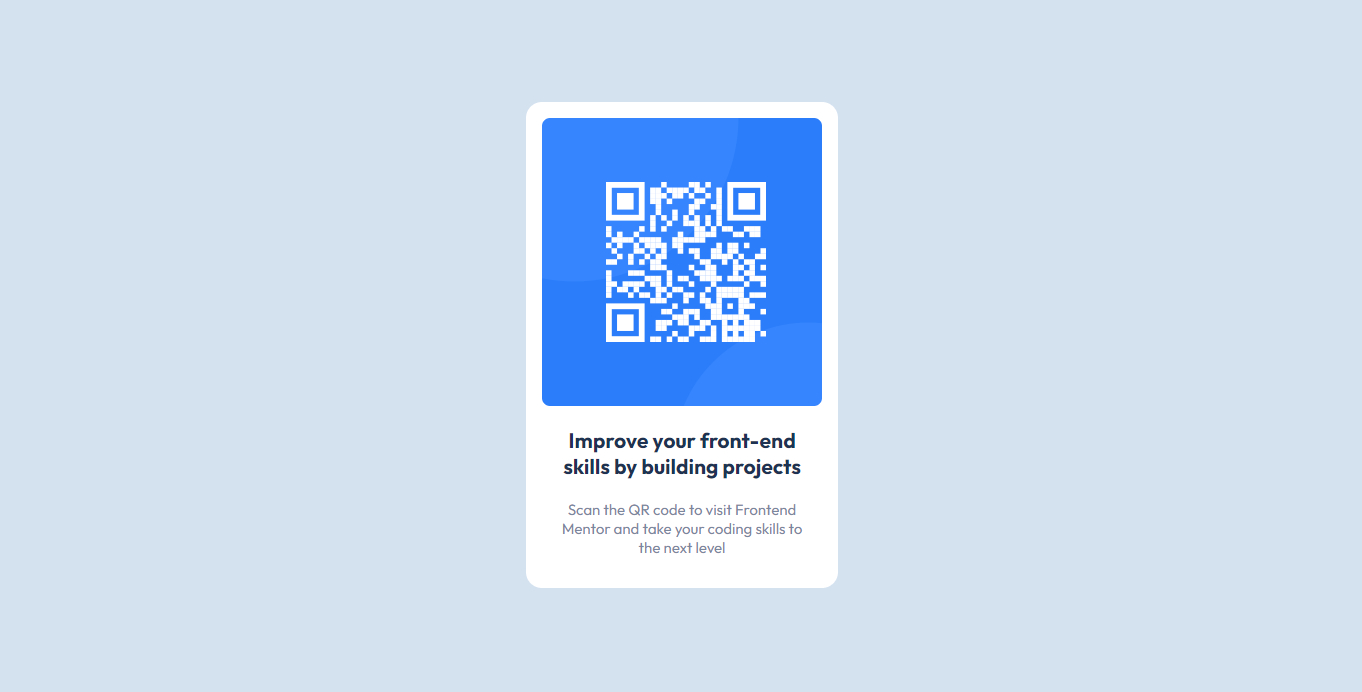 Improve your front-end
skills by building projects
Scan the QR code to visit Frontend
Mentor and take your coding skills to
the next level